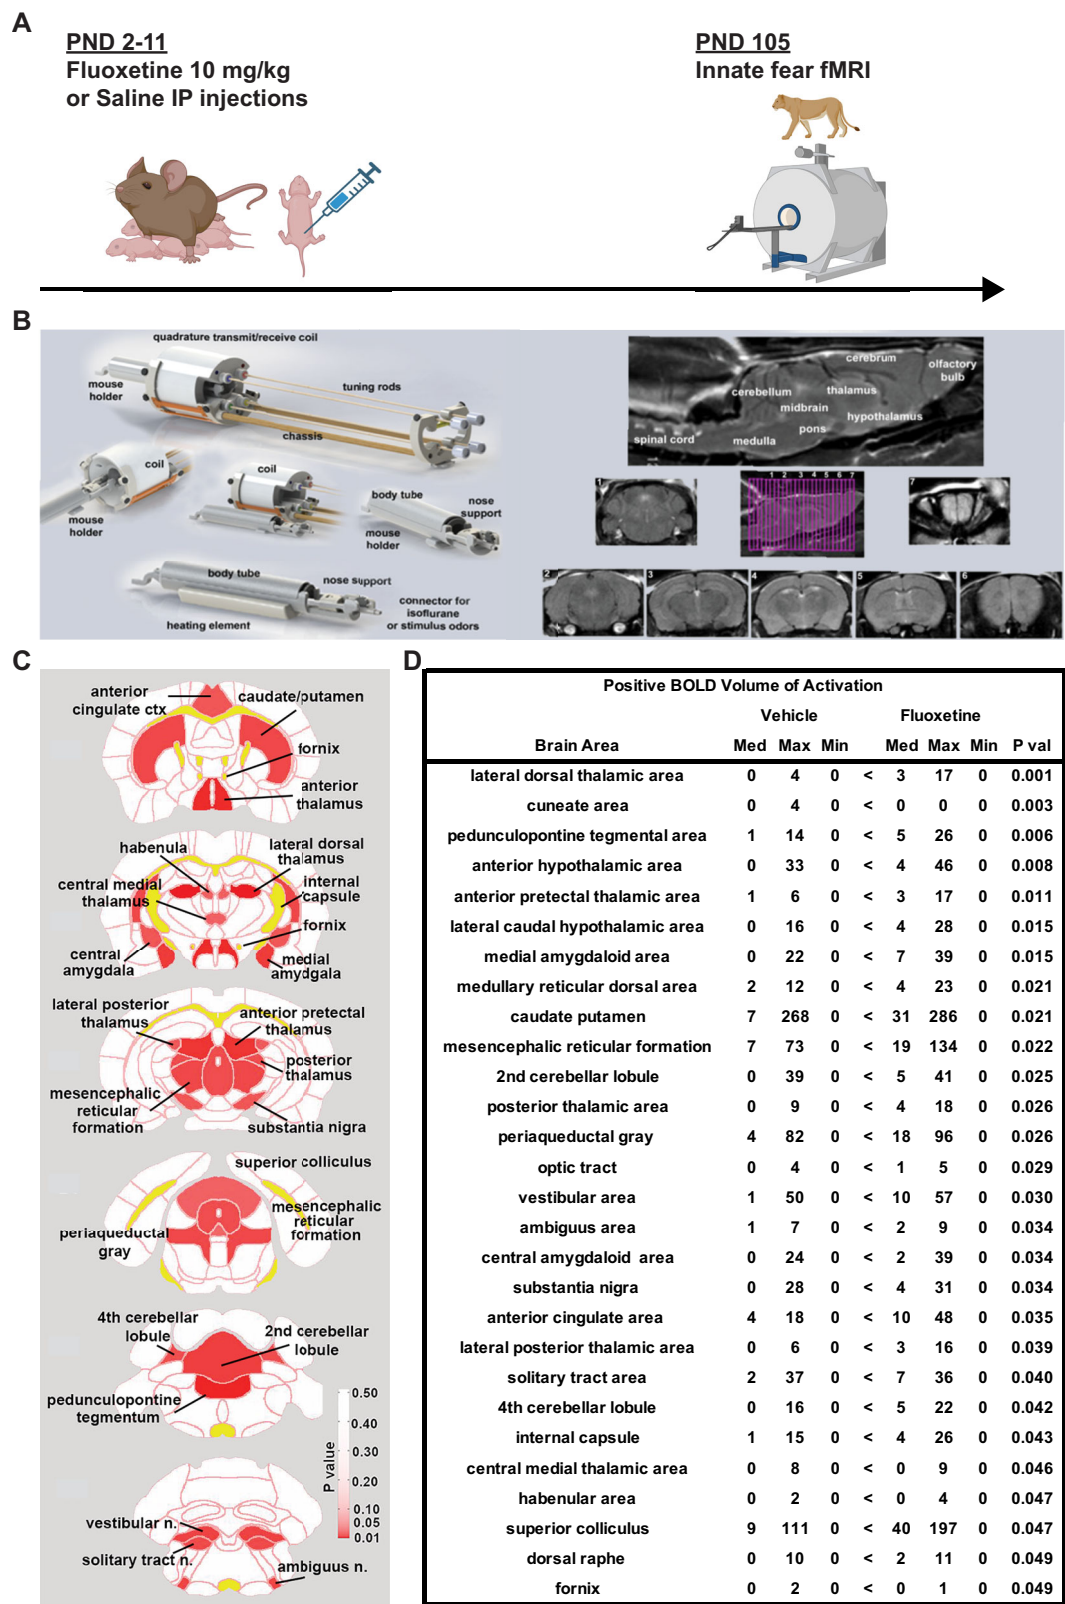 A
PND 2-11
Fluoxetine 10 mg/kg
or Saline IP injections
PND 105
Innate fear fMRI
B
quadrature transmit/receive coil
mouse
holder
tuning rods
chassis
coil
mouse
holder
coil
body tube
nose
support
mouse
holder
body tube
nose support
heating element
connector for
isoflurane
or stimulus odors
cerebrum
olfactory
bulb
cerebellum
thalamus
midbrain
hypothalamus
pons
spinal cord
medulla
1
1 2 3 4 5 6 7
7
2
3
4
5
6
C
anterior
cingulate ctx
caudate/putamen
fornix
anterior
thalamus
habenula
lateral dorsal
thalamus
central medial
thalamus
internal
capsule
fornix
central
amygdala
medial
amydgala
lateral posterior
thalamus
anterior pretectal
thalamus
posterior
thalamus
mesencephalic
reticular
formation
substantia nigra
superior colliculus
mesencephalic
reticular
formation
periaqueductal
gray
4th cerebellar
lobule
2nd cerebellar
lobule
pedunculopontine
tegmentum
P value
0.50
0.40
0.30
0.20
0.10
0.05
0.01
vestibular n.
solitary tract n.
ambiguus n.
D
Positive BOLD Volume of Activation
Vehicle Fluoxetine
Brain Area Med Max Min Med Max Min P val
lateral dorsal thalamic area 0 4 0 < 3 17 0 0.001
cuneate area 0 4 0 < 0 0 0 0.003
pedunculopontine tegmental area 1 14 0 < 5 26 0 0.006
anterior hypothalamic area 0 33 0 < 4 46 0 0.008
anterior pretectal thalamic area 1 6 0 < 3 17 0 0.011
lateral caudal hypothalamic area 0 16 0 < 4 28 0 0.015
medial amygdaloid area 0 22 0 < 7 39 0 0.015
medullary reticular dorsal area 2 12 0 < 4 23 0 0.021
caudate putamen 7 268 0 < 31 286 0 0.021
mesencephalic reticular formation 7 73 0 < 19 134 0 0.022
2nd cerebellar lobule 0 39 0 < 5 41 0 0.025
posterior thalamic area 0 9 0 < 4 18 0 0.026
periaqueductal gray 4 82 0 < 18 96 0 0.026
optic tract 0 4 0 < 1 5 0 0.029
vestibular area 1 50 0 < 10 57 0 0.030
ambiguus area 1 7 0 < 2 9 0 0.034
central amygdaloid area 0 24 0 < 2 39 0 0.034
substantia nigra 0 28 0 < 4 31 0 0.034
anterior cingulate area 4 18 0 < 10 48 0 0.035
lateral posterior thalamic area 0 6 0 < 3 16 0 0.039
solitary tract area 2 37 0 < 7 36 0 0.040
4th cerebellar lobule 0 16 0 < 5 22 0 0.042
internal capsule 1 15 0 < 4 26 0 0.043
central medial thalamic area 0 8 0 < 0 9 0 0.046
habenular area 0 2 0 < 0 4 0 0.047
superior colliculus 9 111 0 < 40 197 0 0.047
dorsal raphe 0 10 0 < 2 11 0 0.049
fornix 0 2 0 < 0 1 0 0.049